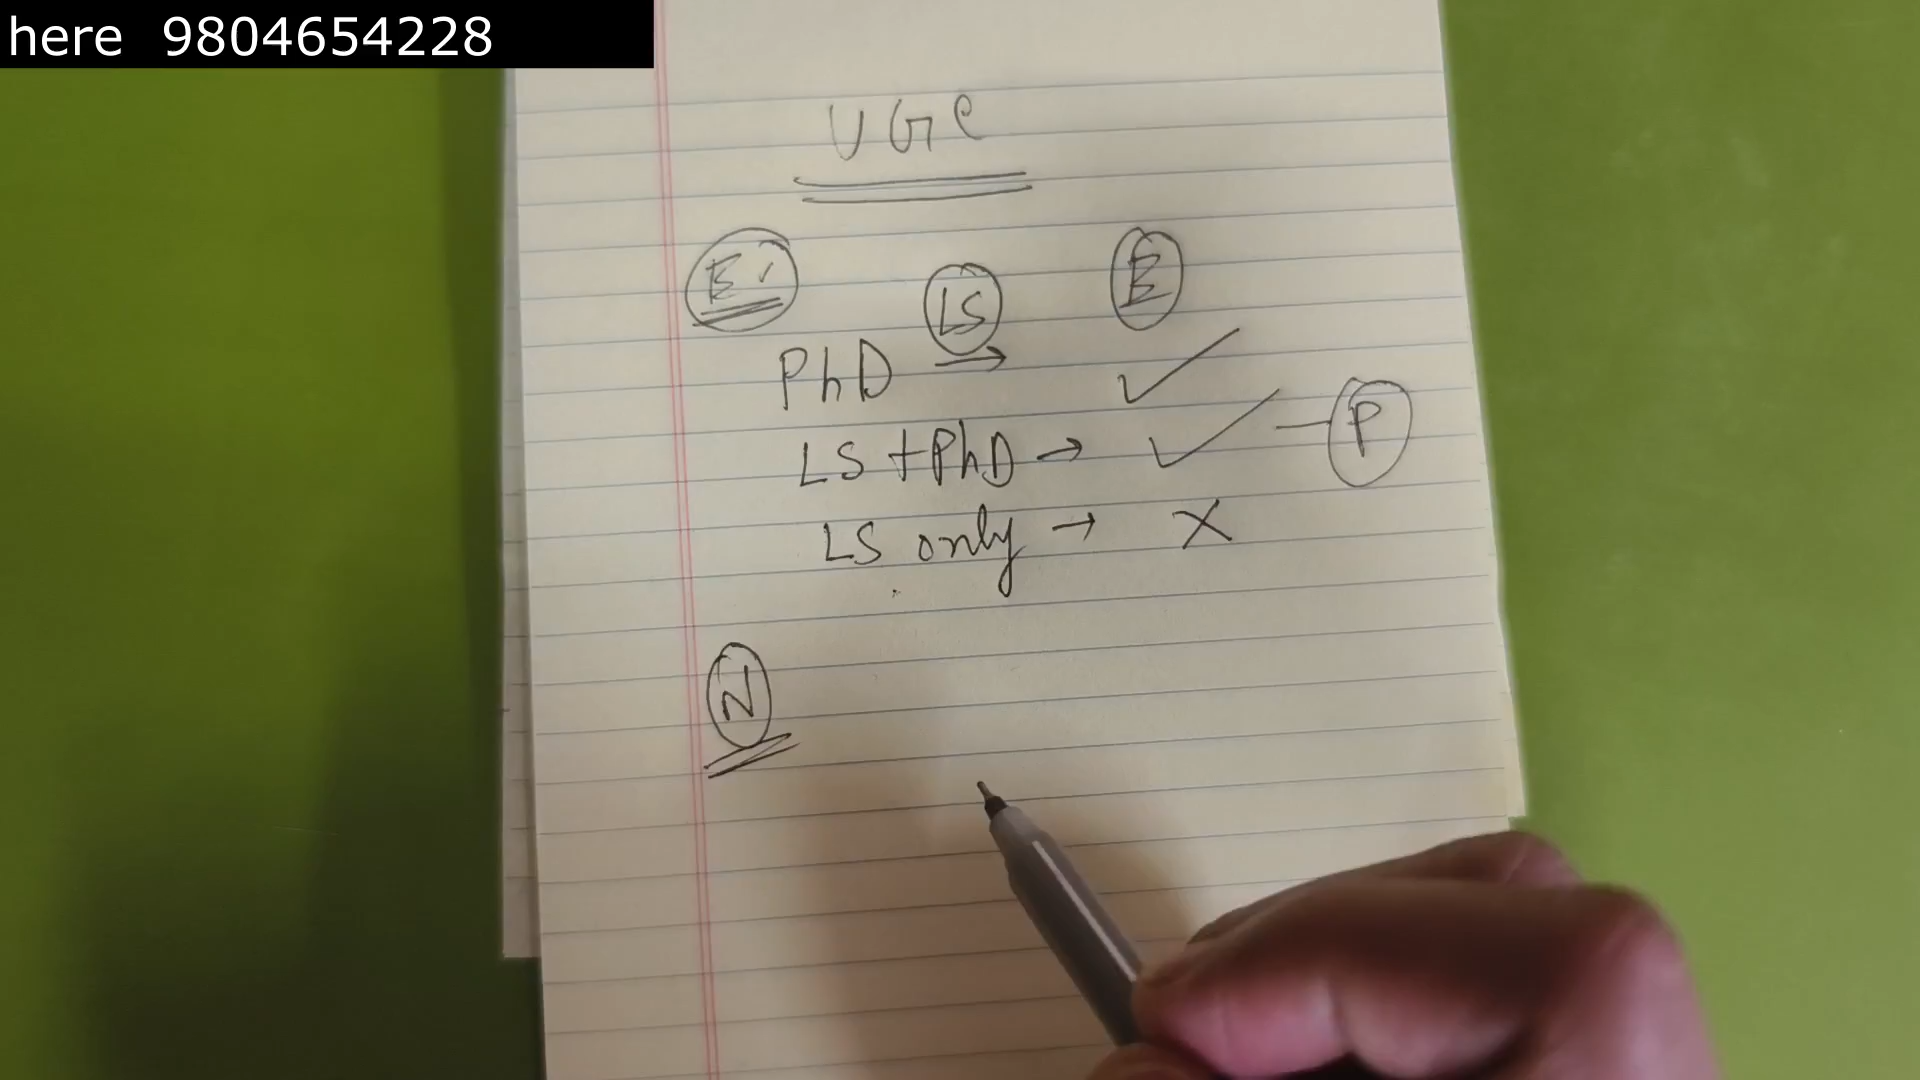 here 9804654228
UGC
E.
LS E
PhD → ✓
LS + PhD → ✓ — P
LS only → X
N